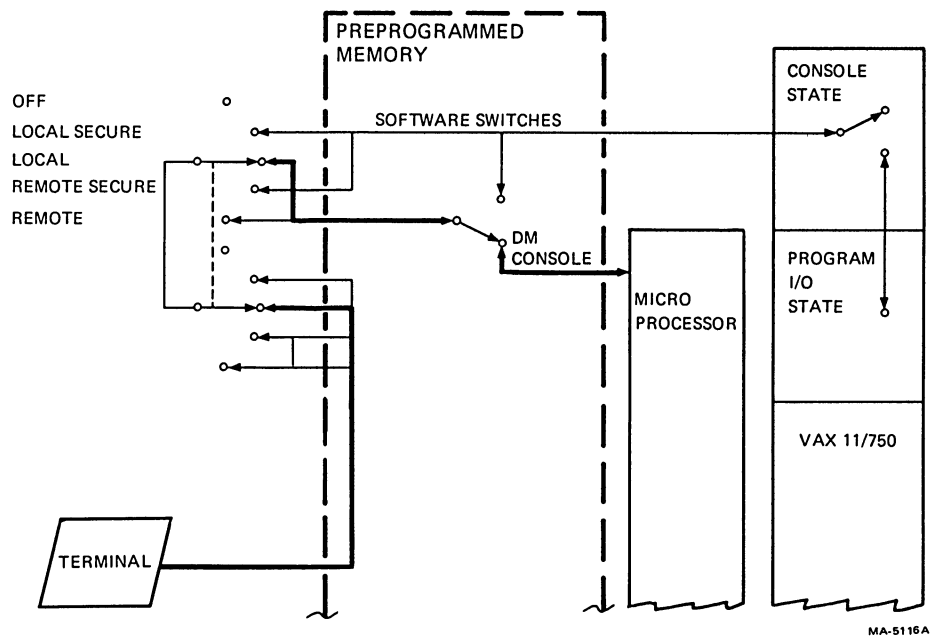 PREPROGRAMMED
MEMORY
CONSOLE
STATE
OFF
LOCAL SECURE
SOFTWARE SWITCHES
LOCAL
REMOTE SECURE
REMOTE
DM
CONSOLE
PROGRAM
I/O
STATE
MICRO
PROCESSOR
VAX 11/750
TERMINAL
MA-5116A